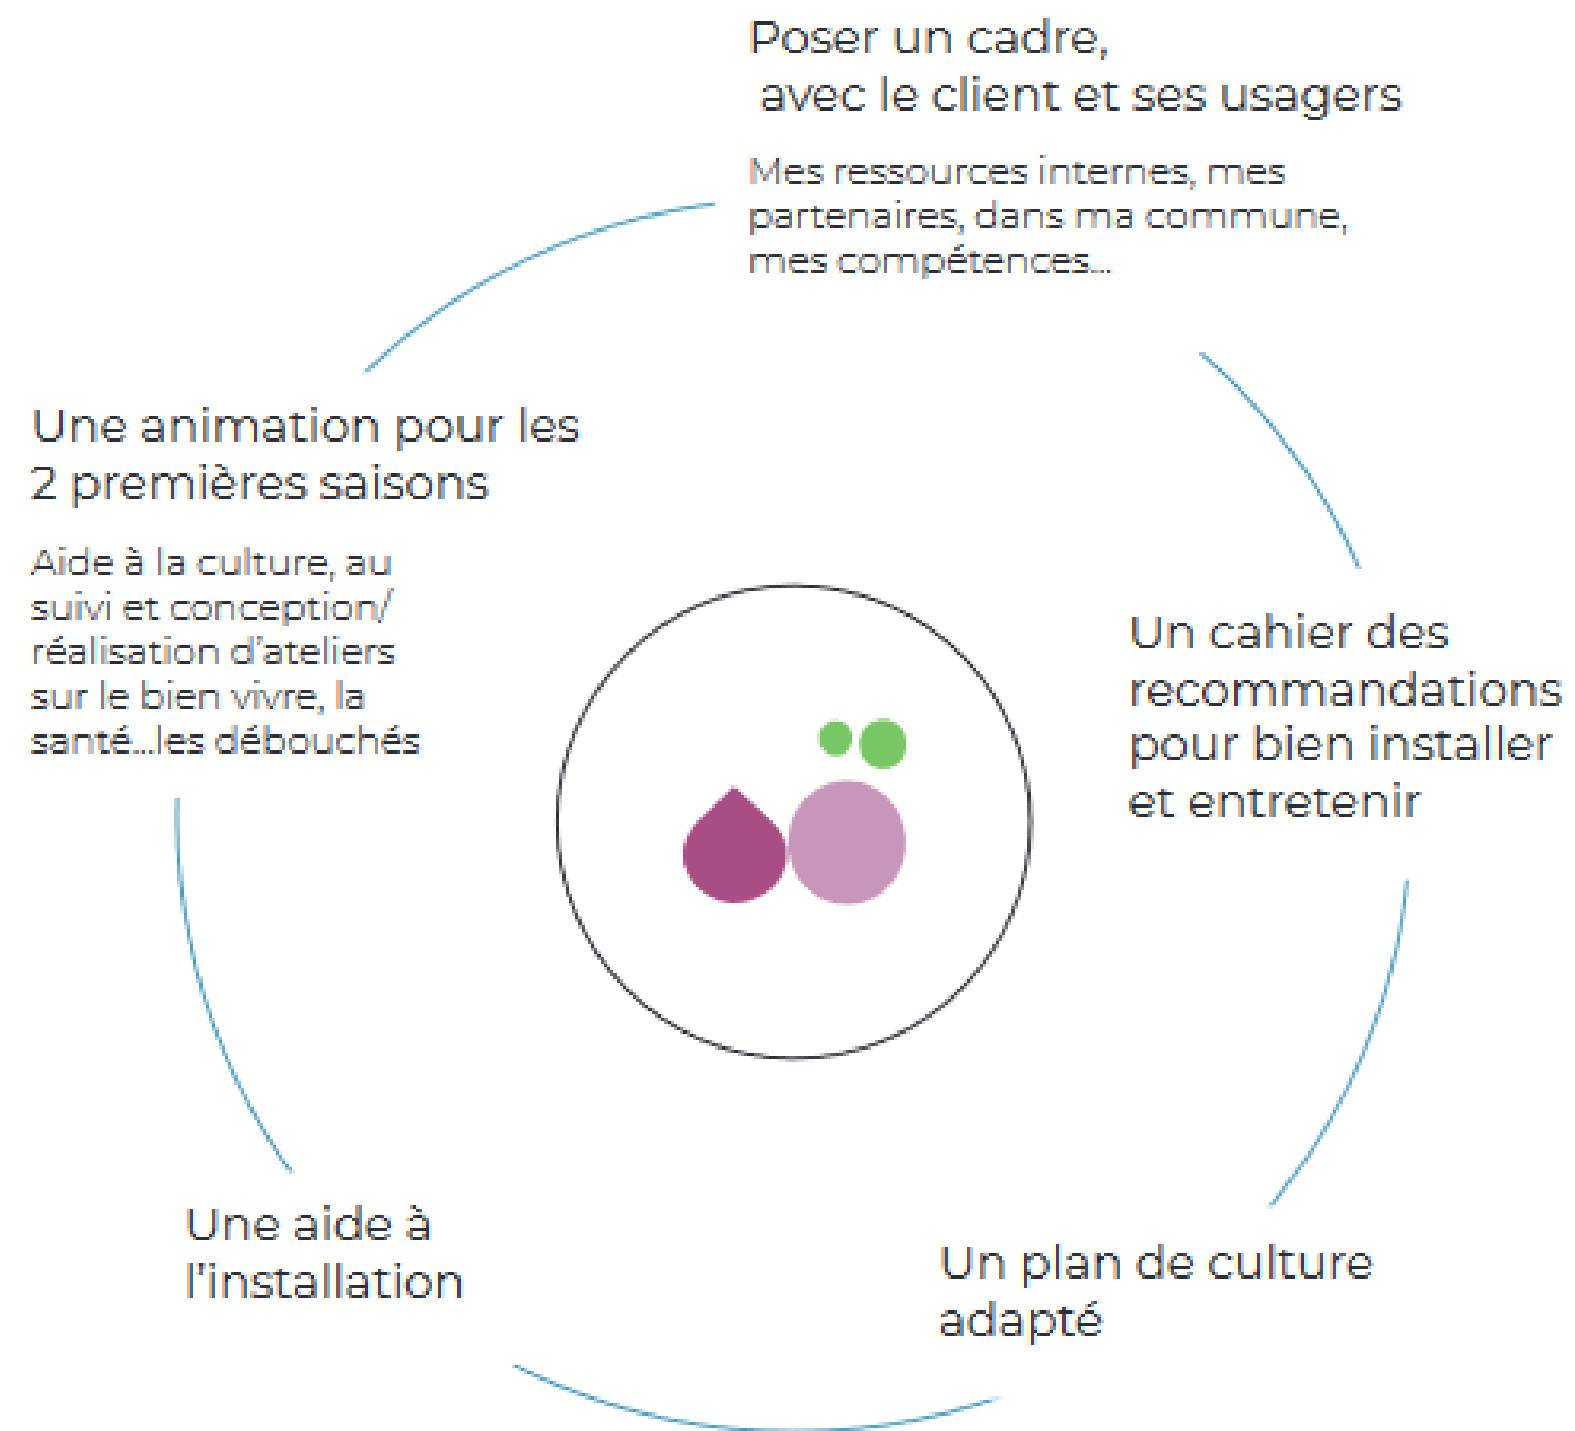 Poser un cadre,
avec le client et ses usagers
Mes ressources internes, mes
partenaires, dans ma commune,
mes compétences...
Un cahier des
recommandations
pour bien installer
et entretenir
Un plan de culture
adapté
Une aide à
l'installation
Une animation pour les
2 premières saisons
Aide à la culture, au
suivi et conception/
réalisation d'ateliers
sur le bien vivre, la
santé...les débouchés